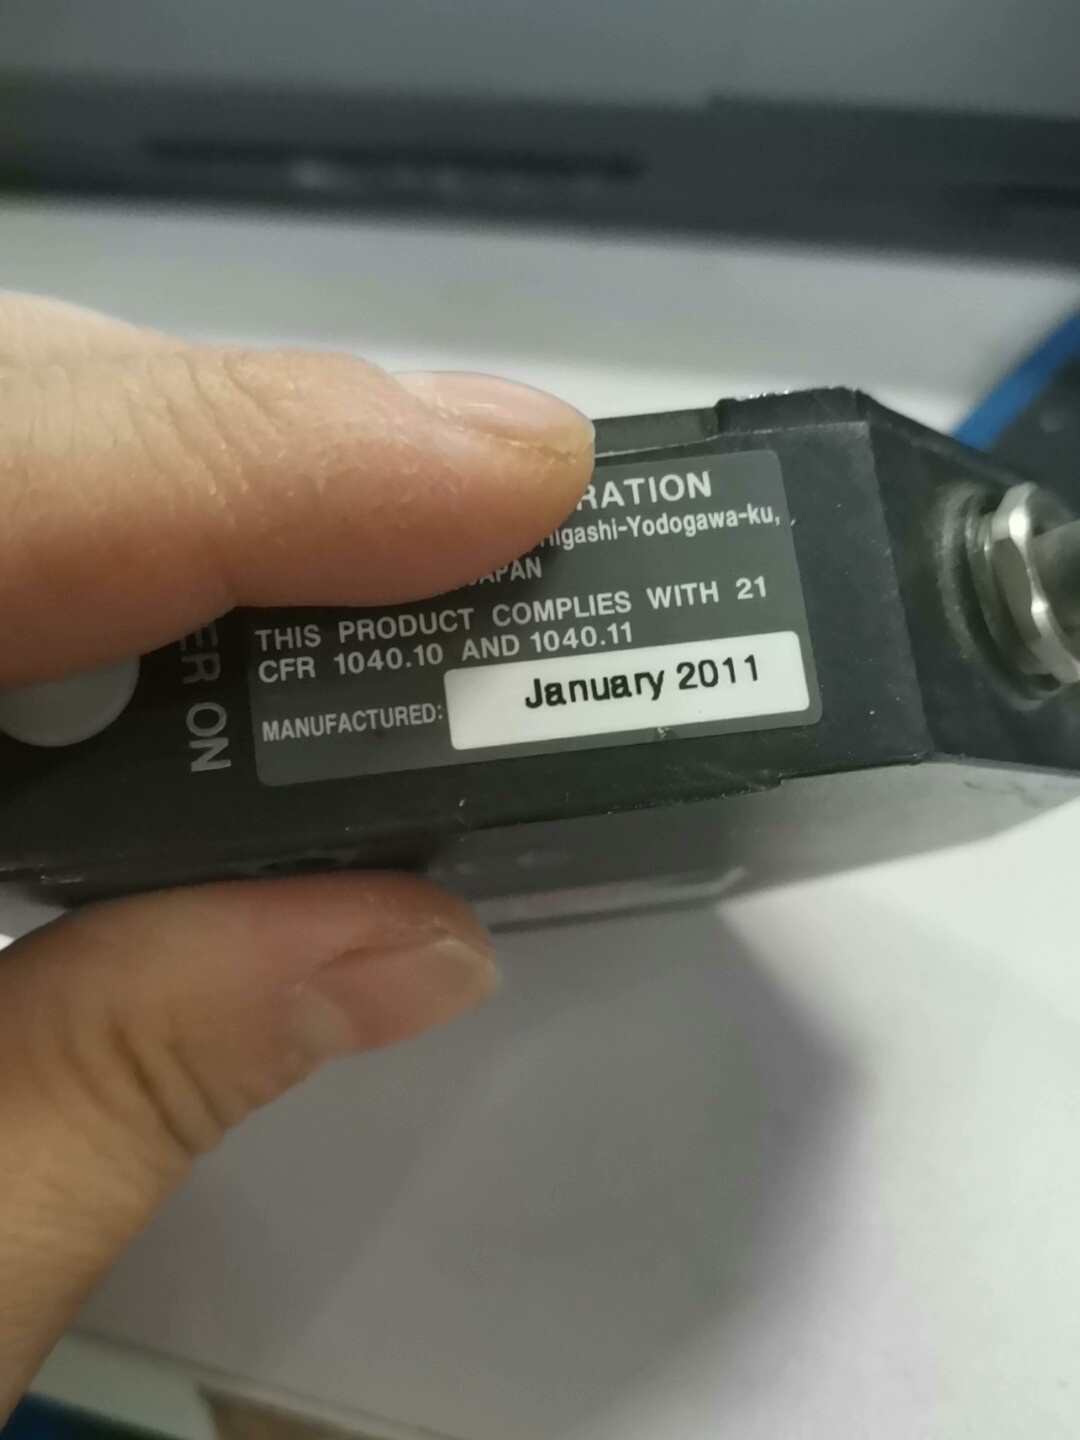 RATION
higashi-Yodogawa-ku,
JAPAN
THIS PRODUCT COMPLIES WITH 21
CFR 1040.10 AND 1040.11
MANUFACTURED: January 2011
ER ON